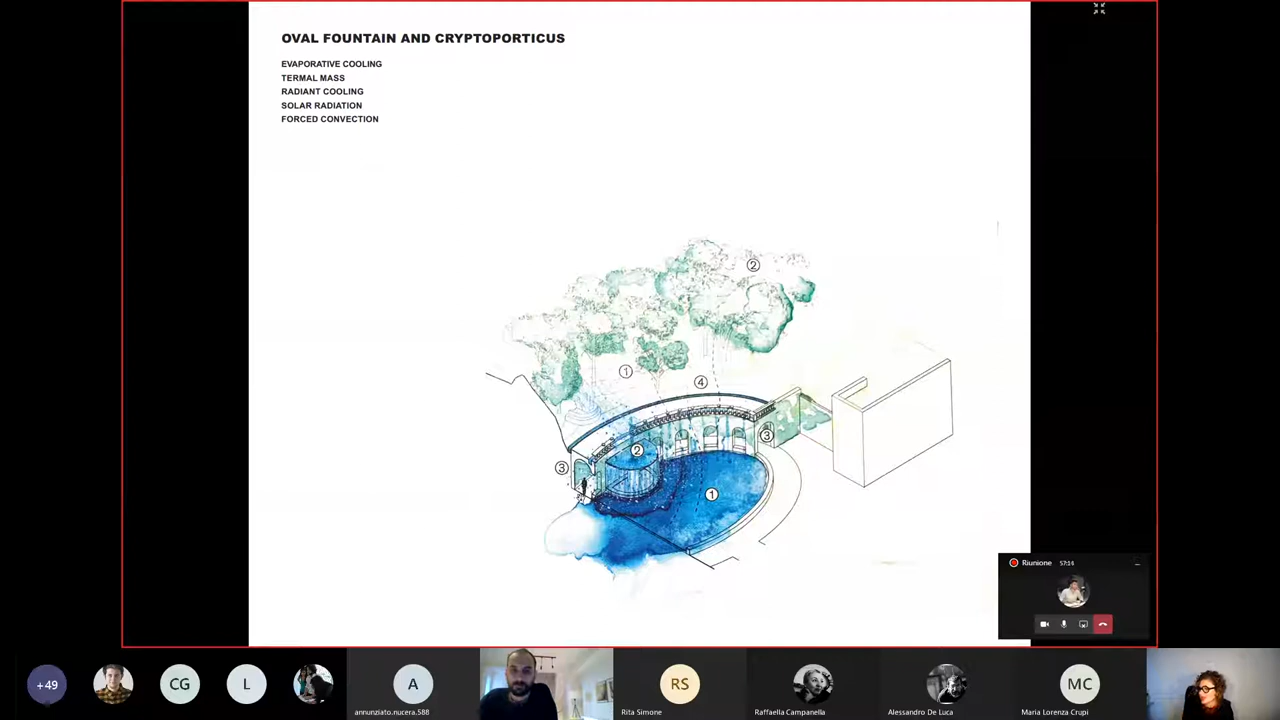 OVAL FOUNTAIN AND CRYPTOPORTICUS
EVAPORATIVE COOLING
TERMAL MASS
RADIANT COOLING
SOLAR RADIATION
FORCED CONVECTION
2
1
4
3
2
3
1
Riunione 57:14
+49
CG
L
A
RS
MC
annunziato.nucera.588
Rita Simone
Raffaella Campanella
Alessandro De Luca
Maria Lorenza Crupi